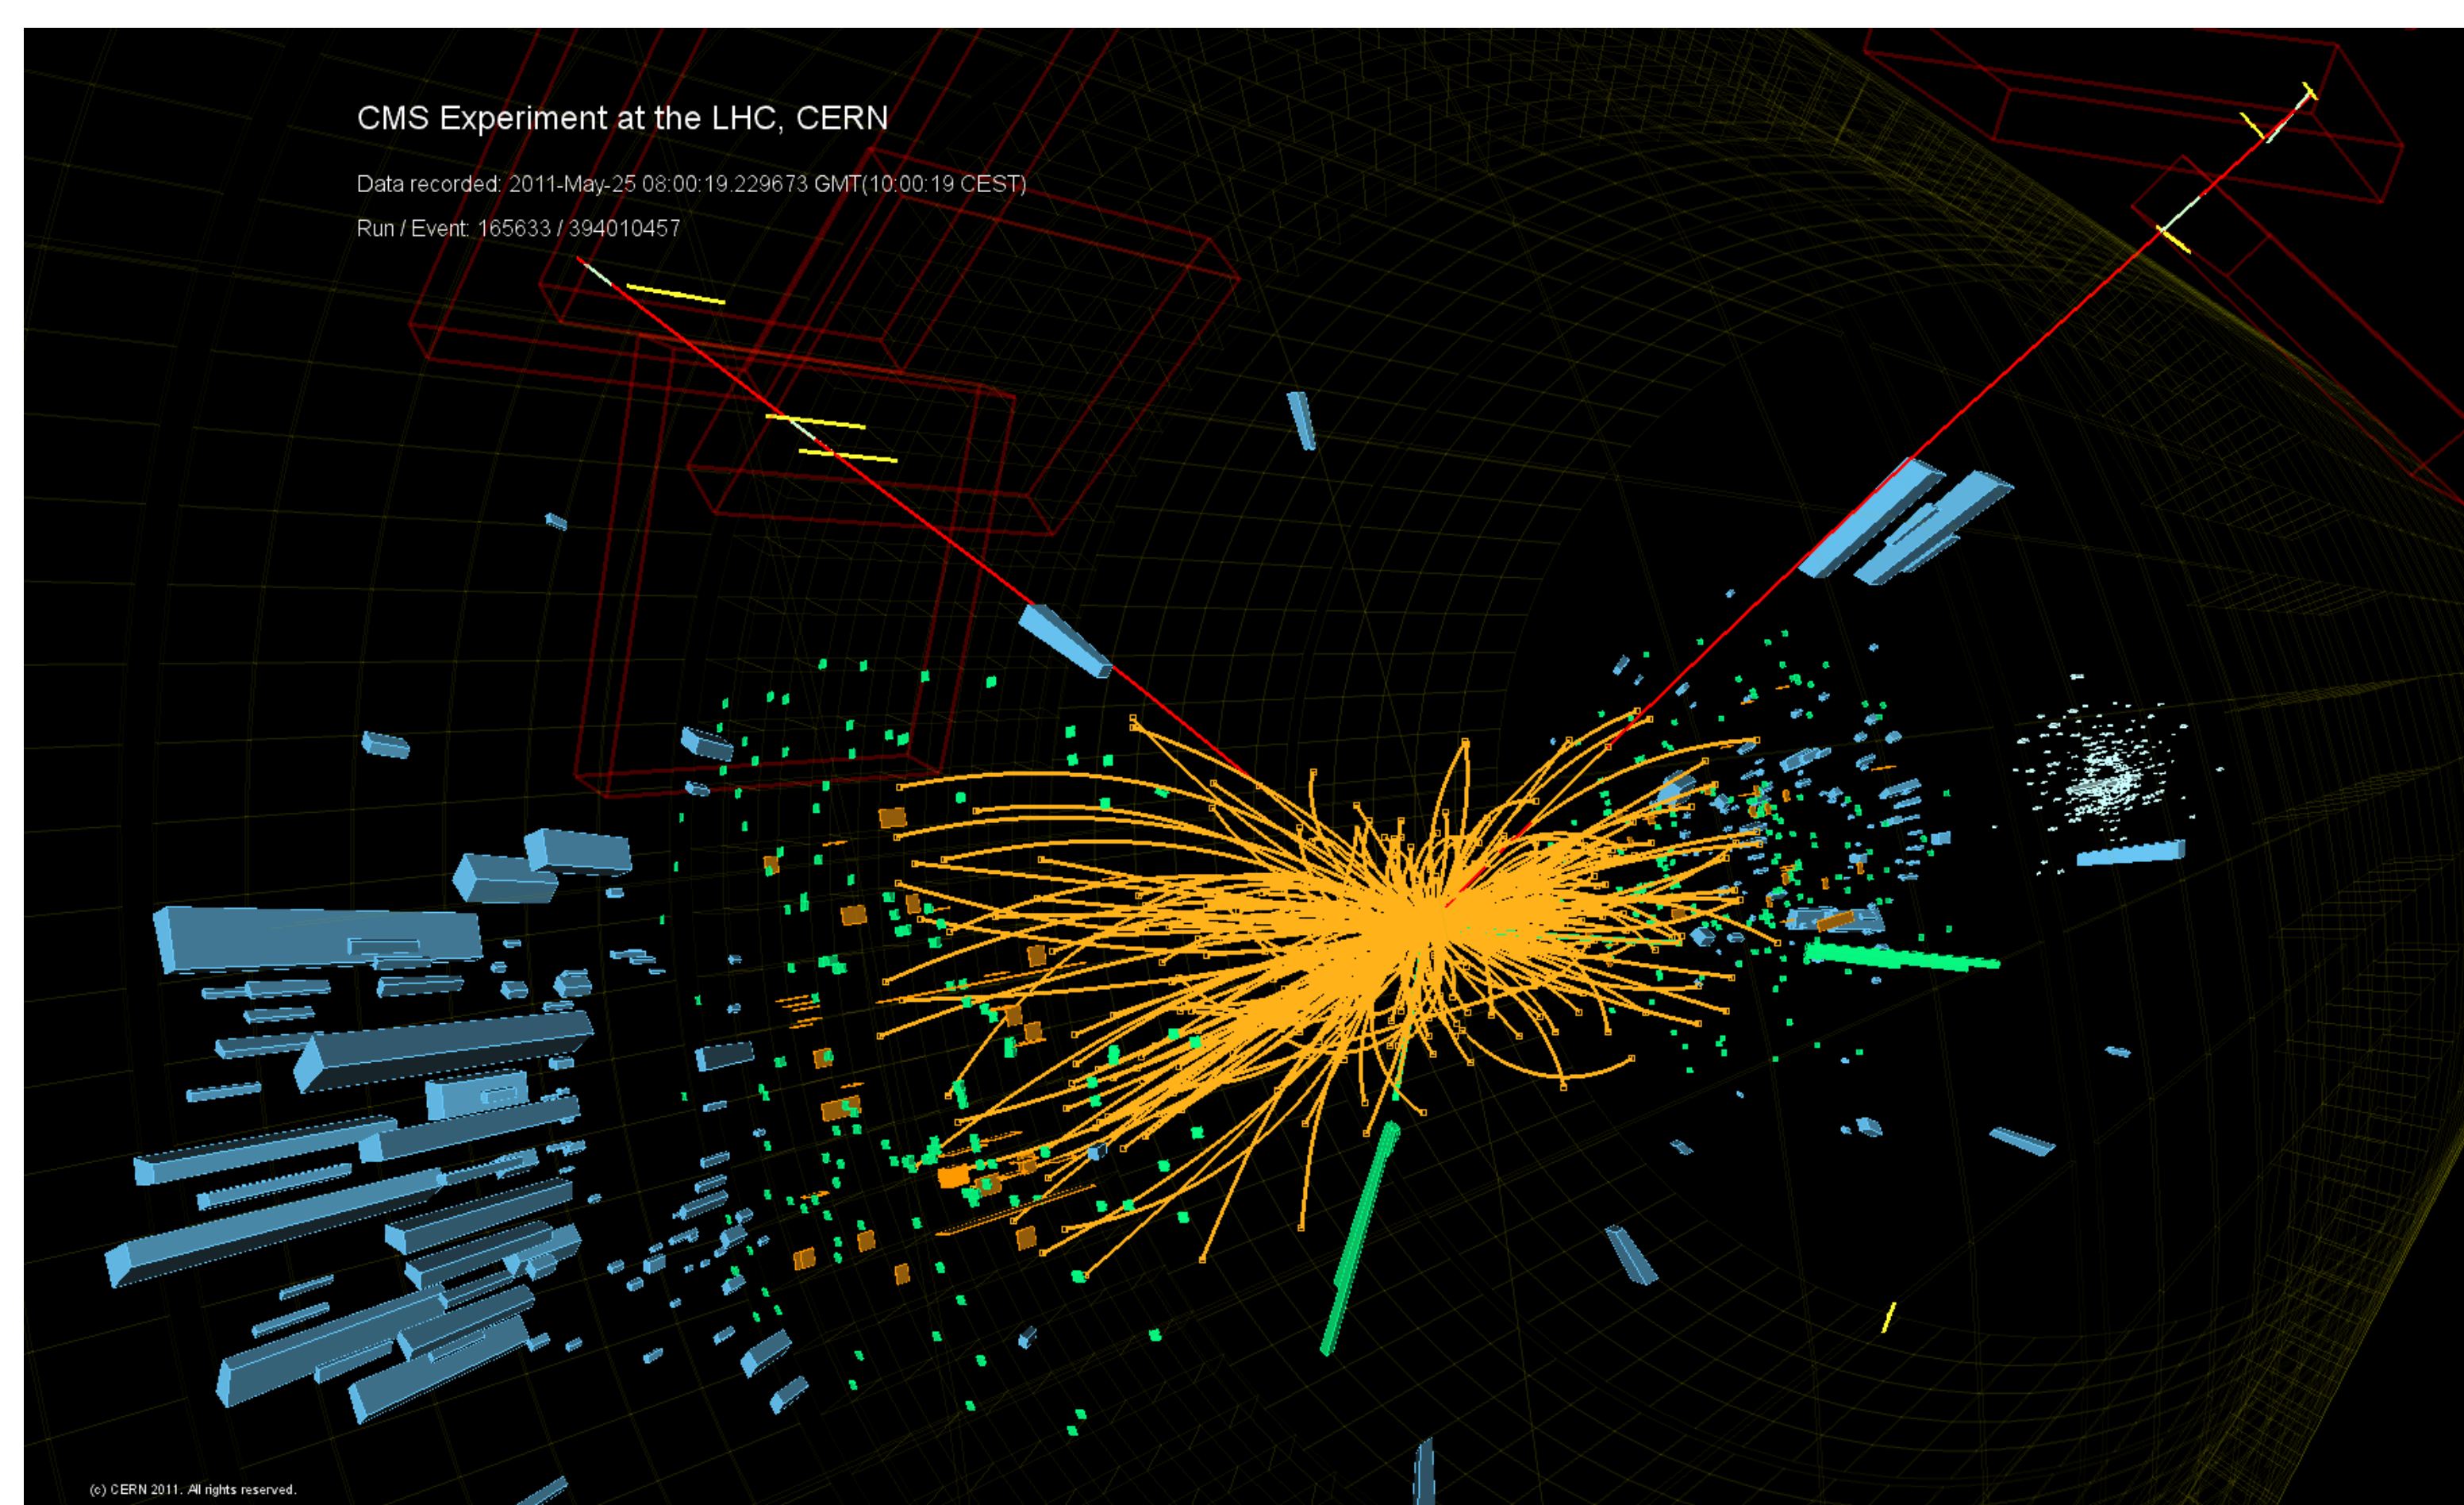 CMS Experiment at the LHC, CERN
Data recorded: 2011-May-25 08:00:19.229673 GMT(10:00:19 CEST)
Run / Event: 165633 / 394010457
(c) CERN 2011. All rights reserved.